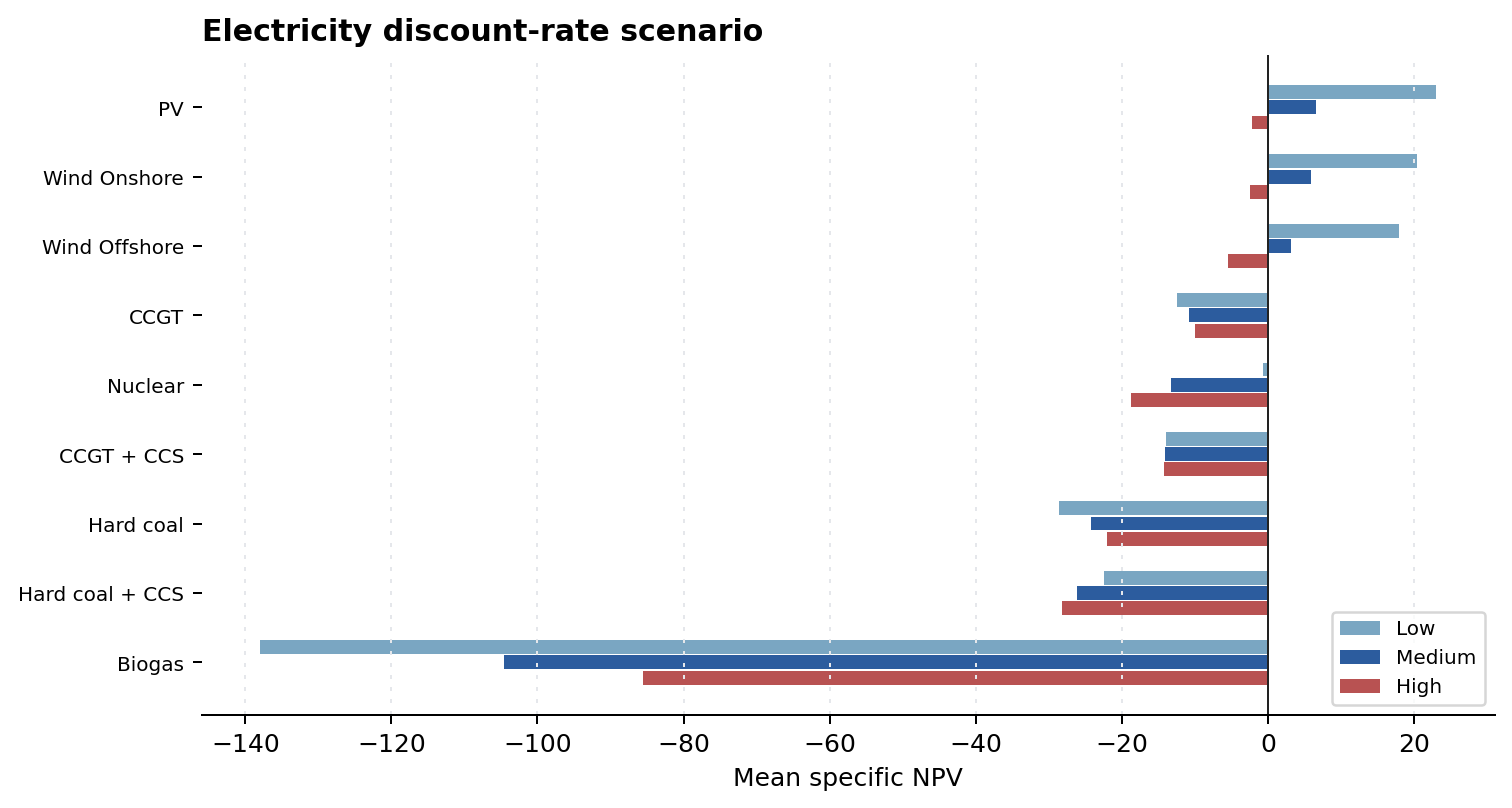 Electricity discount-rate scenario
PV
Wind Onshore
Wind Offshore
CCGT
Nuclear
CCGT + CCS
Hard coal
Hard coal + CCS
Biogas
Low
Medium
High
−140 −120 −100 −80 −60 −40 −20 0 20
Mean specific NPV